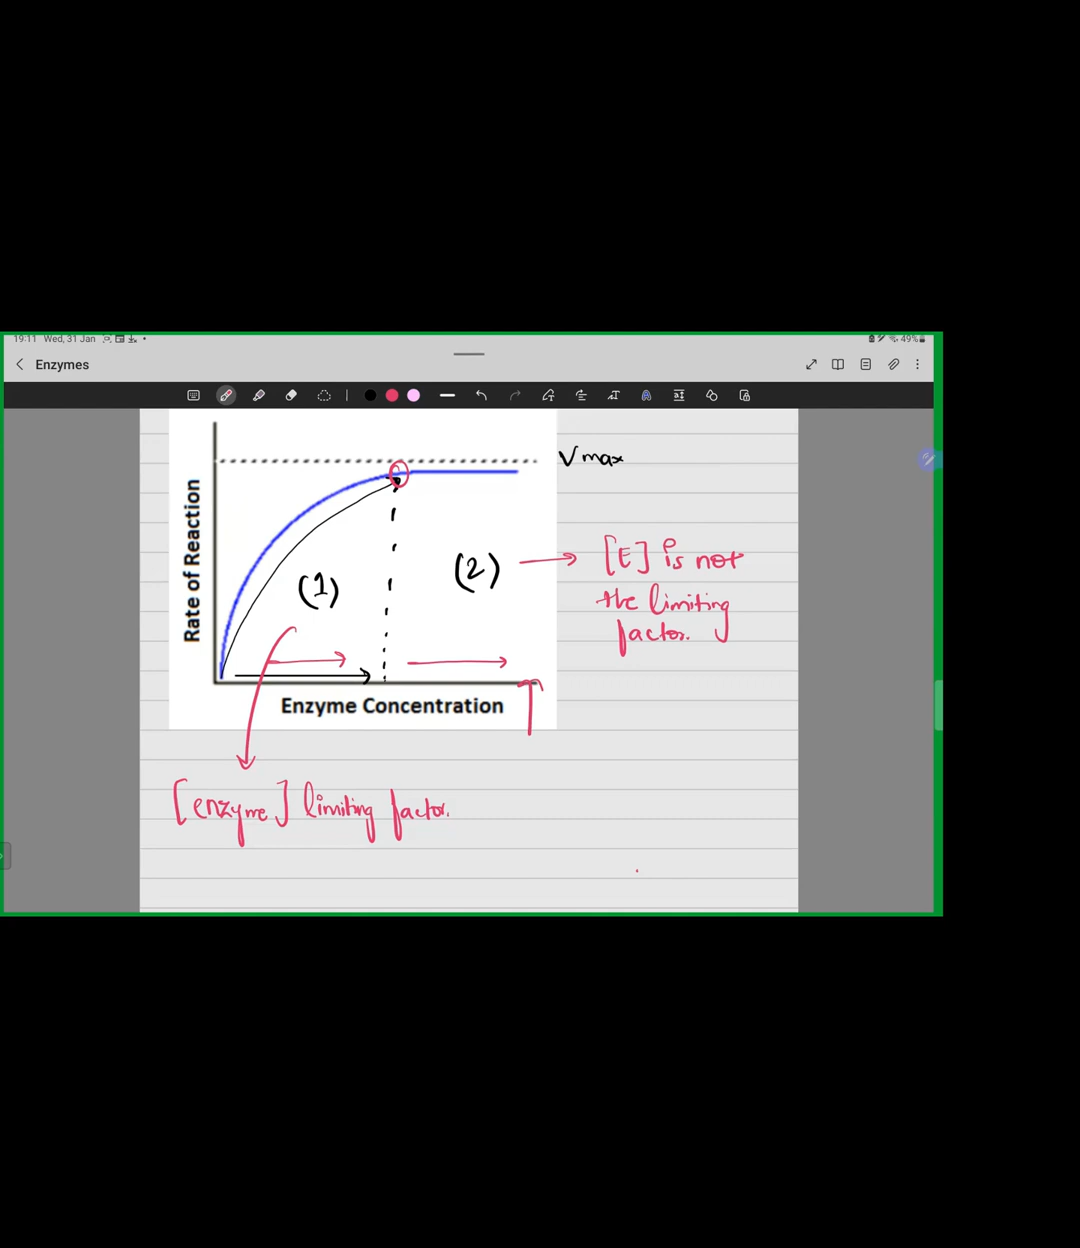 19:11 Wed, 31 Jan
49%
Enzymes
Vmax
Rate of Reaction
(1)
(2)
[E] is not
the limiting
factor.
Enzyme Concentration
[enzyme] limiting factor.